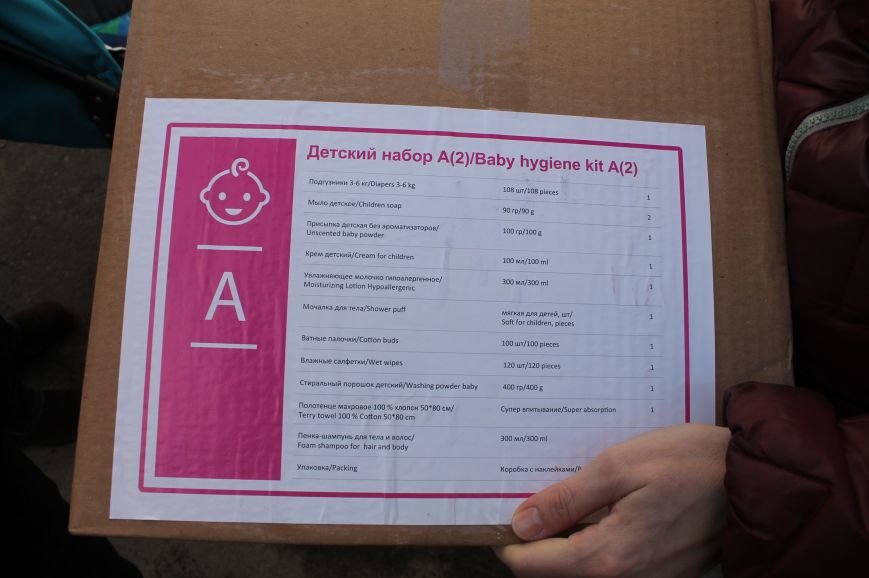 Детский набор А(2)/Baby hygiene kit A(2)
Подгузники 3-6 кг/Diapers 3-6 kg 108 шт/108 pieces 1
Мыло детское/Children soap 90 гр/90 g 2
Присыпка детская без ароматизаторов/
Unscented baby powder 100 гр/100 g 1
Крем детский/Cream for children 100 мл/100 ml 1
Увлажняющее молочко гипоалергенное/
Moisturizing Lotion Hypoallergenic 300 мл/300 ml 1
Мочалка для тела/Shower puff мягкая для детей, шт/
Soft for children, pieces 1
Ватные палочки/Cotton buds 100 шт/100 pieces 1
Влажные салфетки/Wet wipes 120 шт/120 pieces 1
Стиральный порошок детский/Washing powder baby 400 гр/400 g 1
Полотенце махровое 100 % хлопок 50*80 см/
Terry towel 100 % Cotton 50*80 cm Супер впитывание/Super absorption 1
Пенка-шампунь для тела и волос/
Foam shampoo for hair and body 300 мл/300 ml
Упаковка/Packing Коробка с наклейками/
A